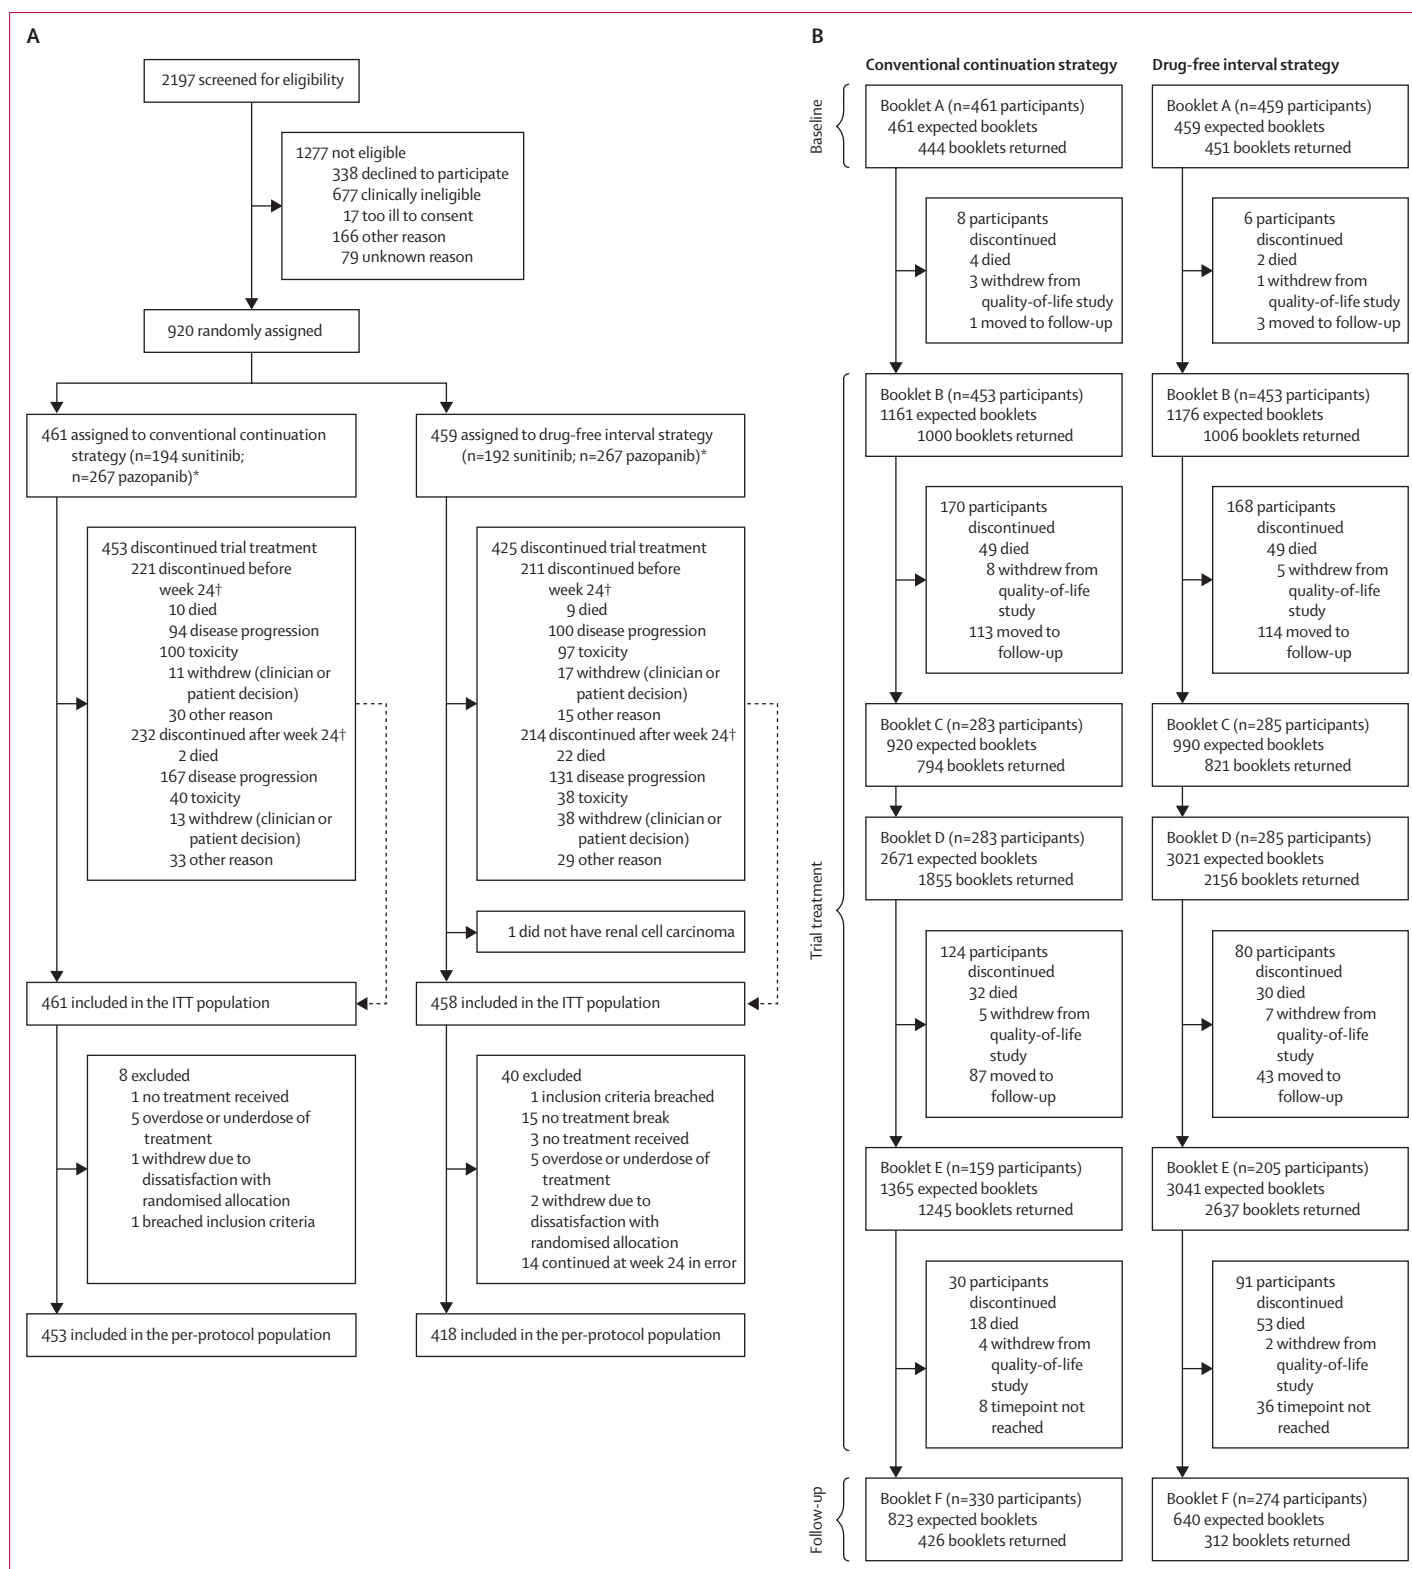 A
2197 screened for eligibility
1277 not eligible
338 declined to participate
677 clinically ineligible
17 too ill to consent
166 other reason
79 unknown reason
920 randomly assigned
461 assigned to conventional continuation
strategy (n=194 sunitinib;
n=267 pazopanib)*
459 assigned to drug-free interval strategy
(n=192 sunitinib; n=267 pazopanib)*
453 discontinued trial treatment
221 discontinued before
week 24†
10 died
94 disease progression
100 toxicity
11 withdrew (clinician or
patient decision)
30 other reason
232 discontinued after week 24†
2 died
167 disease progression
40 toxicity
13 withdrew (clinician or
patient decision)
33 other reason
425 discontinued trial treatment
211 discontinued before
week 24†
9 died
100 disease progression
97 toxicity
17 withdrew (clinician or
patient decision)
15 other reason
214 discontinued after week 24†
22 died
131 disease progression
38 toxicity
38 withdrew (clinician or
patient decision)
29 other reason
1 did not have renal cell carcinoma
461 included in the ITT population
458 included in the ITT population
8 excluded
1 no treatment received
5 overdose or underdose of
treatment
1 withdrew due to
dissatisfaction with
randomised allocation
1 breached inclusion criteria
40 excluded
1 inclusion criteria breached
15 no treatment break
3 no treatment received
5 overdose or underdose of
treatment
2 withdrew due to
dissatisfaction with
randomised allocation
14 continued at week 24 in error
453 included in the per-protocol population
418 included in the per-protocol population
B
Conventional continuation strategy
Drug-free interval strategy
Baseline
Booklet A (n=461 participants)
461 expected booklets
444 booklets returned
Booklet A (n=459 participants)
459 expected booklets
451 booklets returned
8 participants
discontinued
4 died
3 withdrew from
quality-of-life study
1 moved to follow-up
6 participants
discontinued
2 died
1 withdrew from
quality-of-life study
3 moved to follow-up
Trial treatment
Booklet B (n=453 participants)
1161 expected booklets
1000 booklets returned
Booklet B (n=453 participants)
1176 expected booklets
1006 booklets returned
170 participants
discontinued
49 died
8 withdrew from
quality-of-life
study
113 moved to
follow-up
168 participants
discontinued
49 died
5 withdrew from
quality-of-life
study
114 moved to
follow-up
Booklet C (n=283 participants)
920 expected booklets
794 booklets returned
Booklet C (n=285 participants)
990 expected booklets
821 booklets returned
Booklet D (n=283 participants)
2671 expected booklets
1855 booklets returned
Booklet D (n=285 participants)
3021 expected booklets
2156 booklets returned
124 participants
discontinued
32 died
5 withdrew from
quality-of-life
study
87 moved to
follow-up
80 participants
discontinued
30 died
7 withdrew from
quality-of-life
study
43 moved to
follow-up
Booklet E (n=159 participants)
1365 expected booklets
1245 booklets returned
Booklet E (n=205 participants)
3041 expected booklets
2637 booklets returned
30 participants
discontinued
18 died
4 withdrew from
quality-of-life
study
8 timepoint not
reached
91 participants
discontinued
53 died
2 withdrew from
quality-of-life
study
36 timepoint not
reached
Follow-up
Booklet F (n=330 participants)
823 expected booklets
426 booklets returned
Booklet F (n=274 participants)
640 expected booklets
312 booklets returned